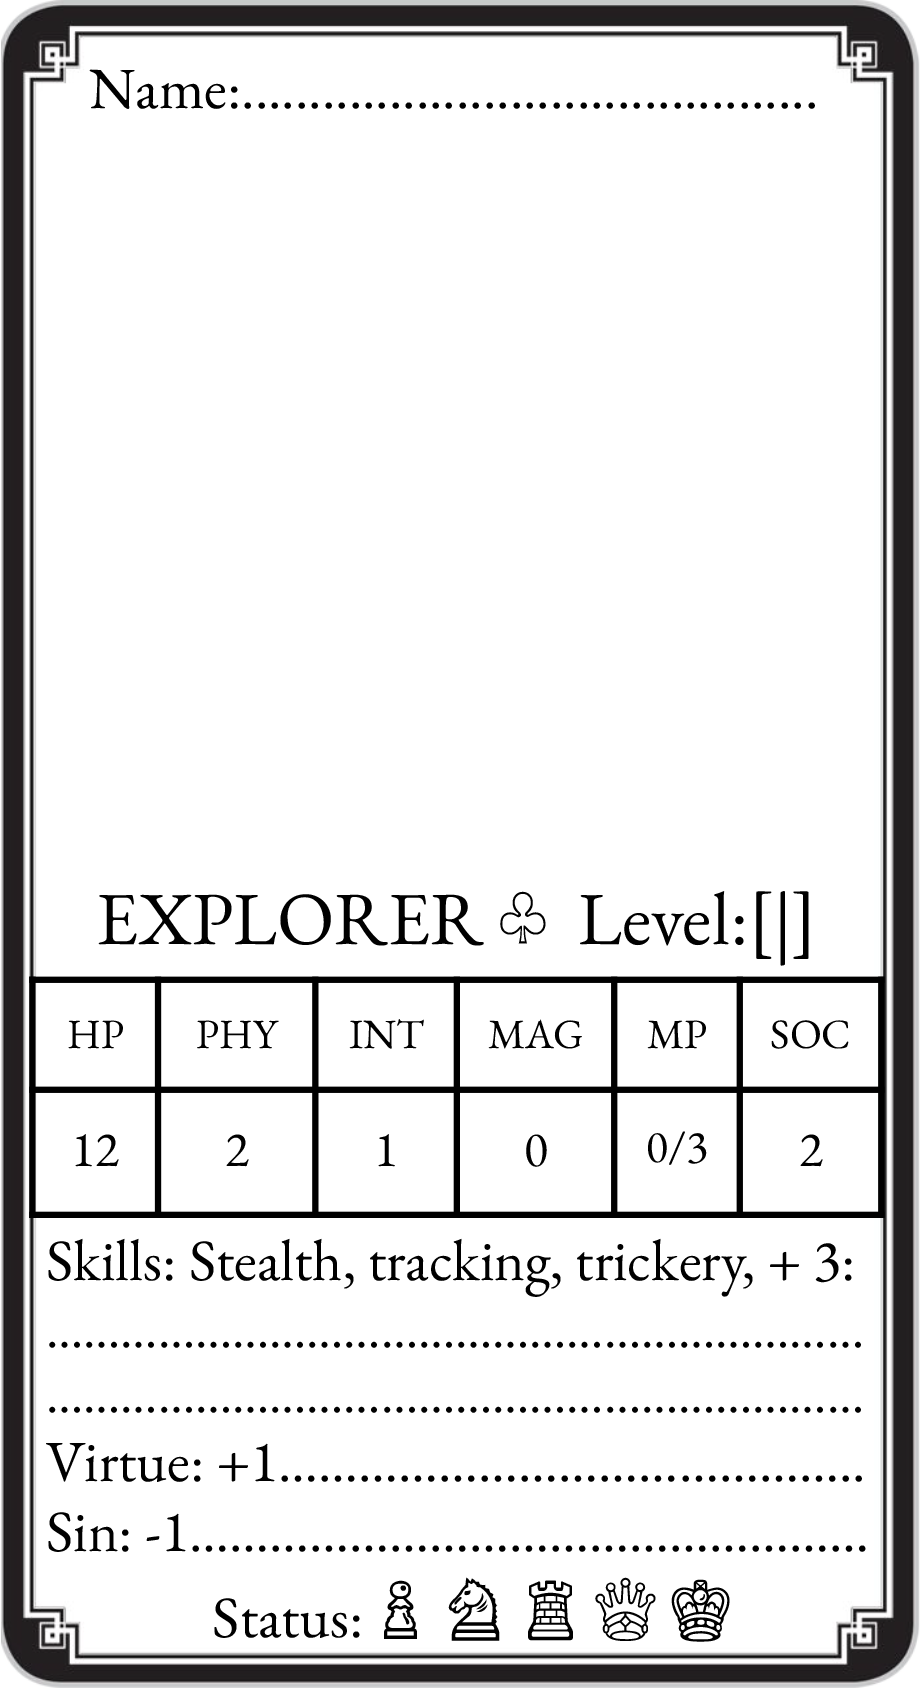 Name:............................................
EXPLORER ♧ Level:[|]
HP PHY INT MAG MP SOC
12 2 1 0 0/3 2
Skills: Stealth, tracking, trickery, + 3:
..............................................................
..............................................................
Virtue: +1.............................................
Sin: -1....................................................
Status: ♙ ♘ ♖ ♕ ♔